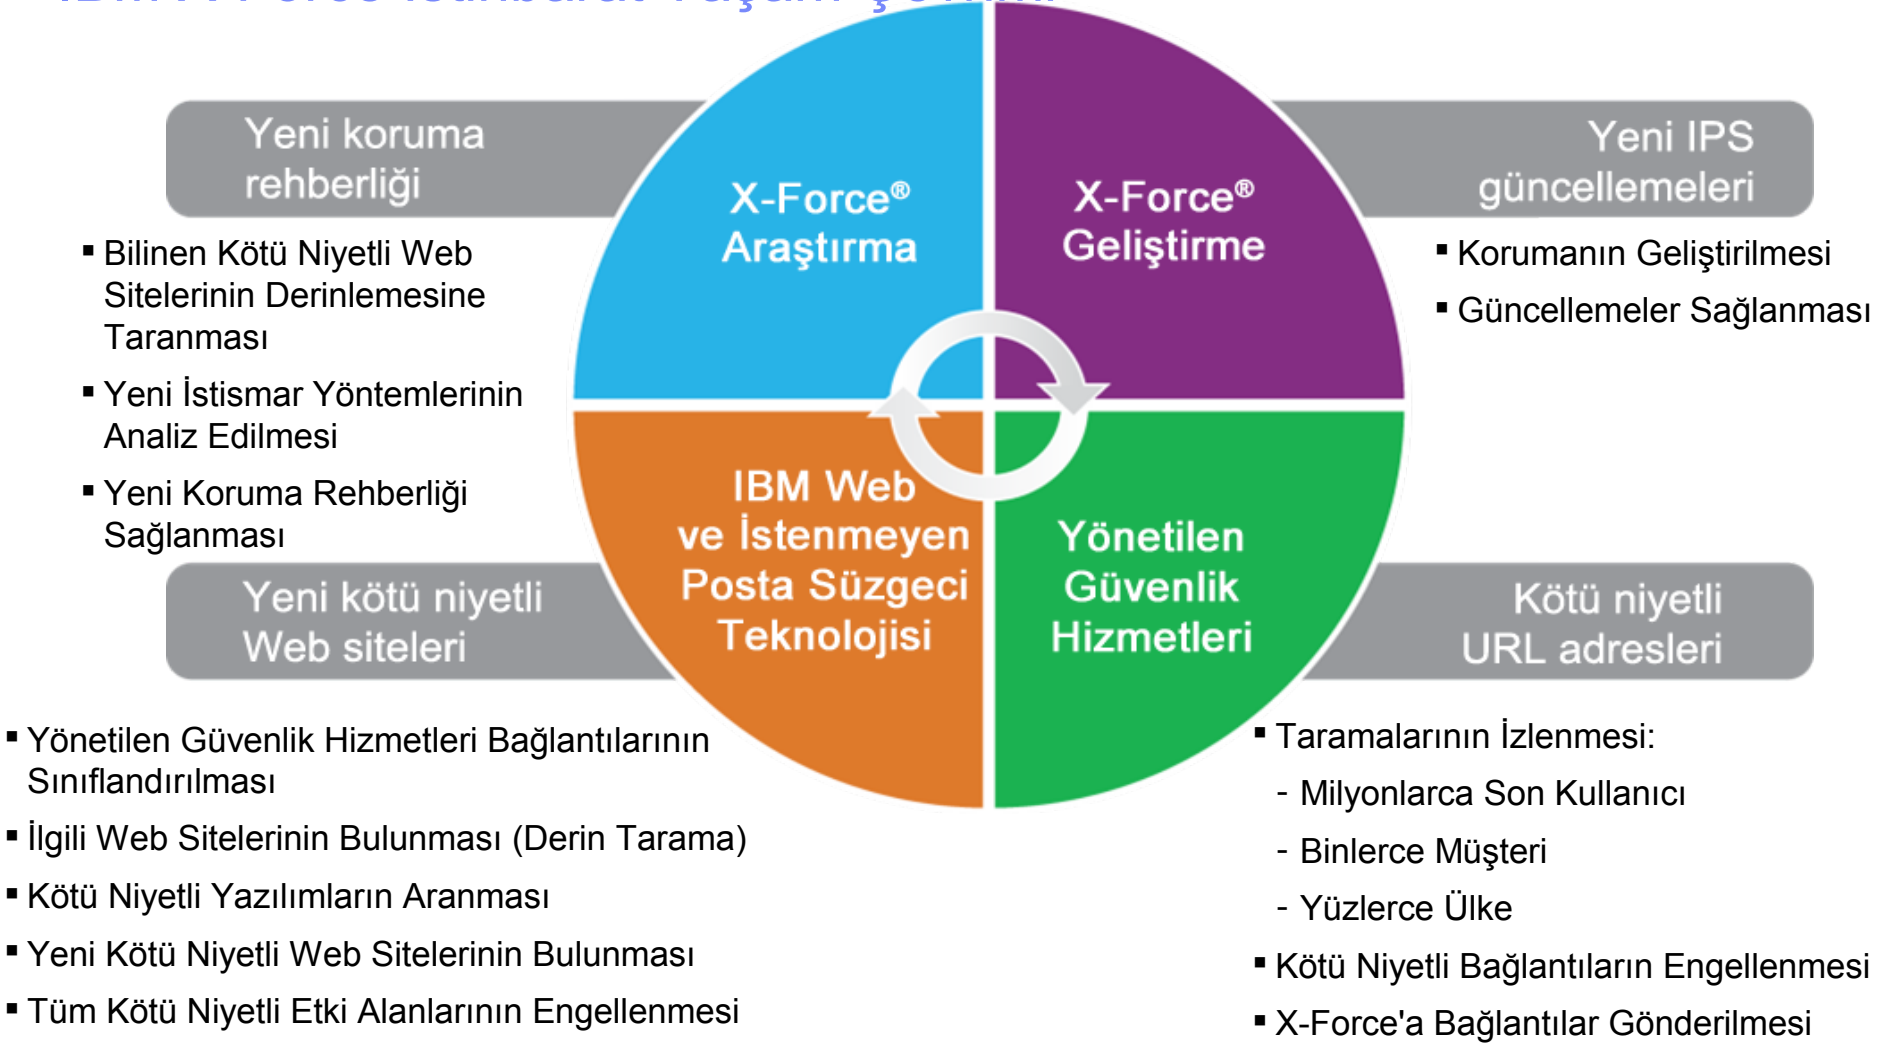 Yeni koruma
rehberliği
▪ Bilinen Kötü Niyetli Web
Sitelerinin Derinlemesine
Taranması
▪ Yeni İstismar Yöntemlerinin
Analiz Edilmesi
▪ Yeni Koruma Rehberliği
Sağlanması
X-Force®
Araştırma
X-Force®
Geliştirme
Yeni IPS
güncellemeleri
▪ Korumanın Geliştirilmesi
▪ Güncellemeler Sağlanması
Yeni kötü niyetli
Web siteleri
IBM Web
ve İstenmeyen
Posta Süzgeci
Teknolojisi
Yönetilen
Güvenlik
Hizmetleri
Kötü niyetli
URL adresleri
▪ Yönetilen Güvenlik Hizmetleri Bağlantılarının
Sınıflandırılması
▪ İlgili Web Sitelerinin Bulunması (Derin Tarama)
▪ Kötü Niyetli Yazılımların Aranması
▪ Yeni Kötü Niyetli Web Sitelerinin Bulunması
▪ Tüm Kötü Niyetli Etki Alanlarının Engellenmesi
▪ Taramalarının İzlenmesi:
- Milyonlarca Son Kullanıcı
- Binlerce Müşteri
- Yüzlerce Ülke
▪ Kötü Niyetli Bağlantıların Engellenmesi
▪ X-Force'a Bağlantılar Gönderilmesi